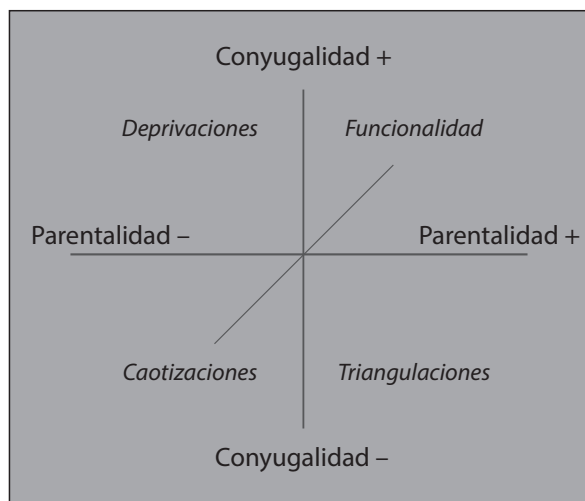 Conyugalidad +
Deprivaciones Funcionalidad
Parentalidad – Parentalidad +
Caotizaciones Triangulaciones
Conyugalidad –